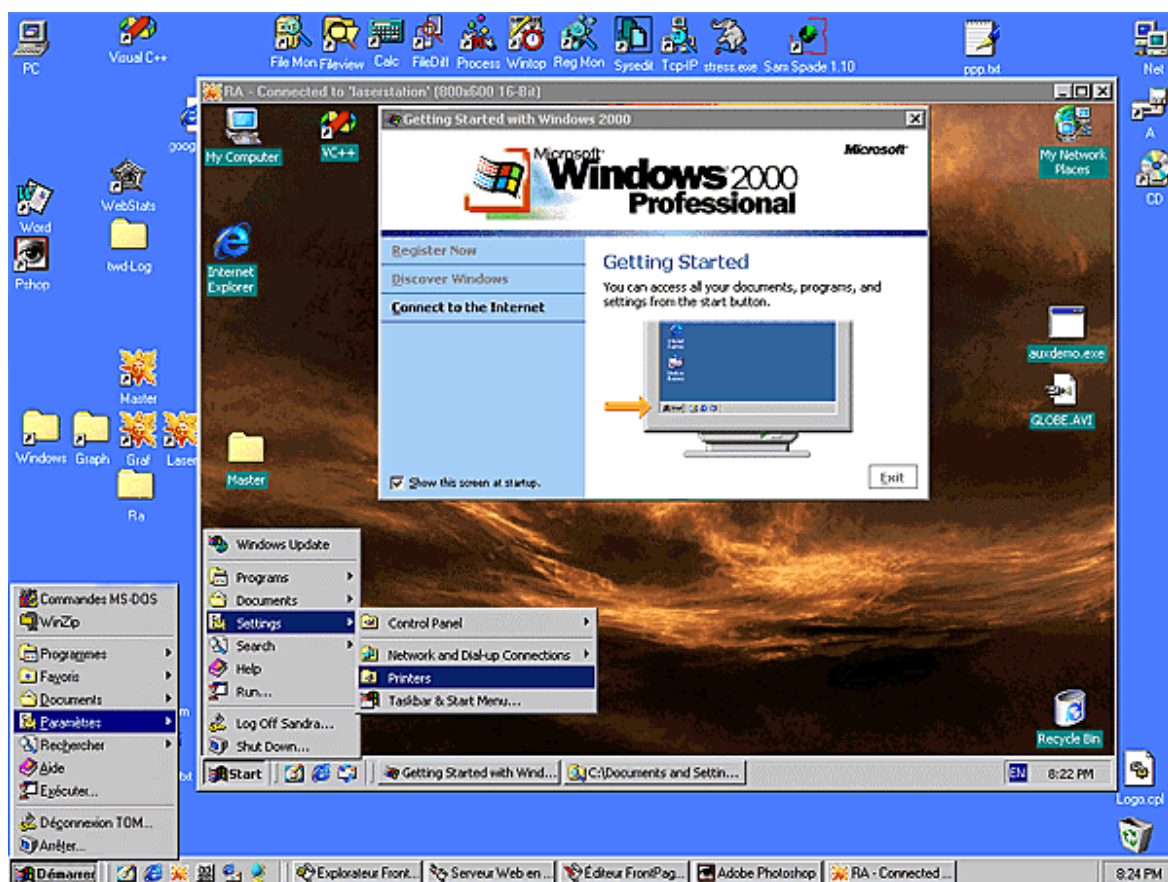 PC
Visual C++
File Mon
Fileview
Calc
FileDiff
Process
Wintop
Reg Mon
Sysedit
Tcp-IP
stress.exe
Sam Spade 1.10
ppp.txt
Net
A
CD
goog
Word
WebStats
Pshop
twd-Log
Master
Windows
Graph
Graf
Laser
Ra
RA - Connected to 'laserstation' (800x600 16-Bit)
My Computer
VC++
My Network
Places
Internet
Explorer
auxdemo.exe
GLOBE.AVI
Master
Recycle Bin
Getting Started with Windows 2000
Microsoft
Microsoft
Windows 2000
Professional
Register Now
Discover Windows
Connect to the Internet
Getting Started
You can access all your documents, programs, and
settings from the start button.
Show this screen at startup.
Exit
Windows Update
Programs
Documents
Settings
Search
Help
Run...
Log Off Sandra...
Shut Down...
Control Panel
Network and Dial-up Connections
Printers
Taskbar & Start Menu...
Start
Getting Started with Wind...
C:\Documents and Settin...
EN
8:22 PM
Commandes MS-DOS
WinZip
Programmes
Favoris
Documents
Paramètres
Rechercher
Aide
Exécuter...
Déconnexion TOM...
Arrêter...
Logo.cpl
Démarrer
Explorateur Front...
Serveur Web en ...
Éditeur FrontPag...
Adobe Photoshop
RA - Connected ...
8:24 PM